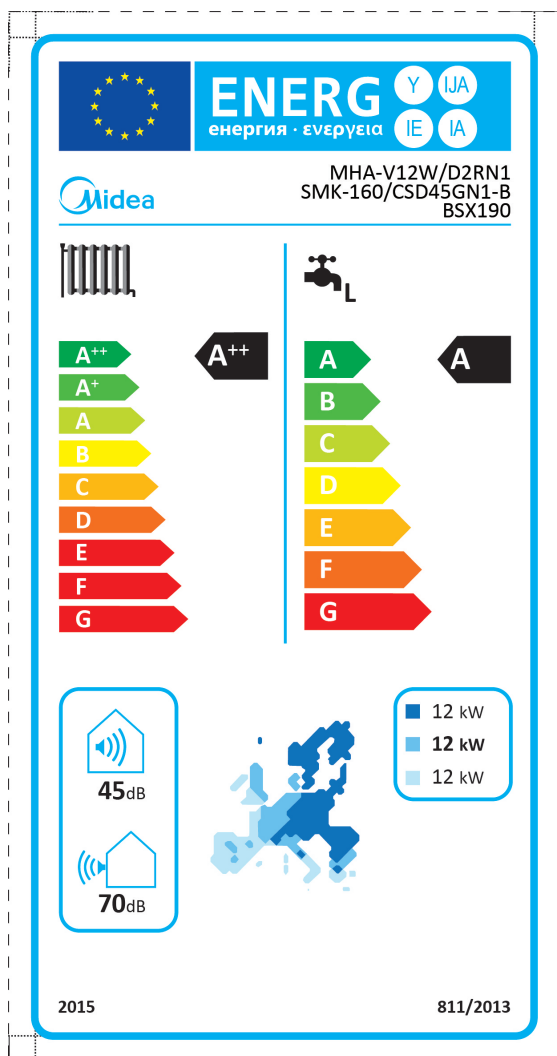 ENERG
енергия · ενεργεια
Y IJA
IE IA
Midea
MHA-V12W/D2RN1
SMK-160/CSD45GN1-B
BSX190
L
A++
A+
A
B
C
D
E
F
G
A++
A
B
C
D
E
F
G
A
45dB
70dB
12 kW
12 kW
12 kW
2015
811/2013